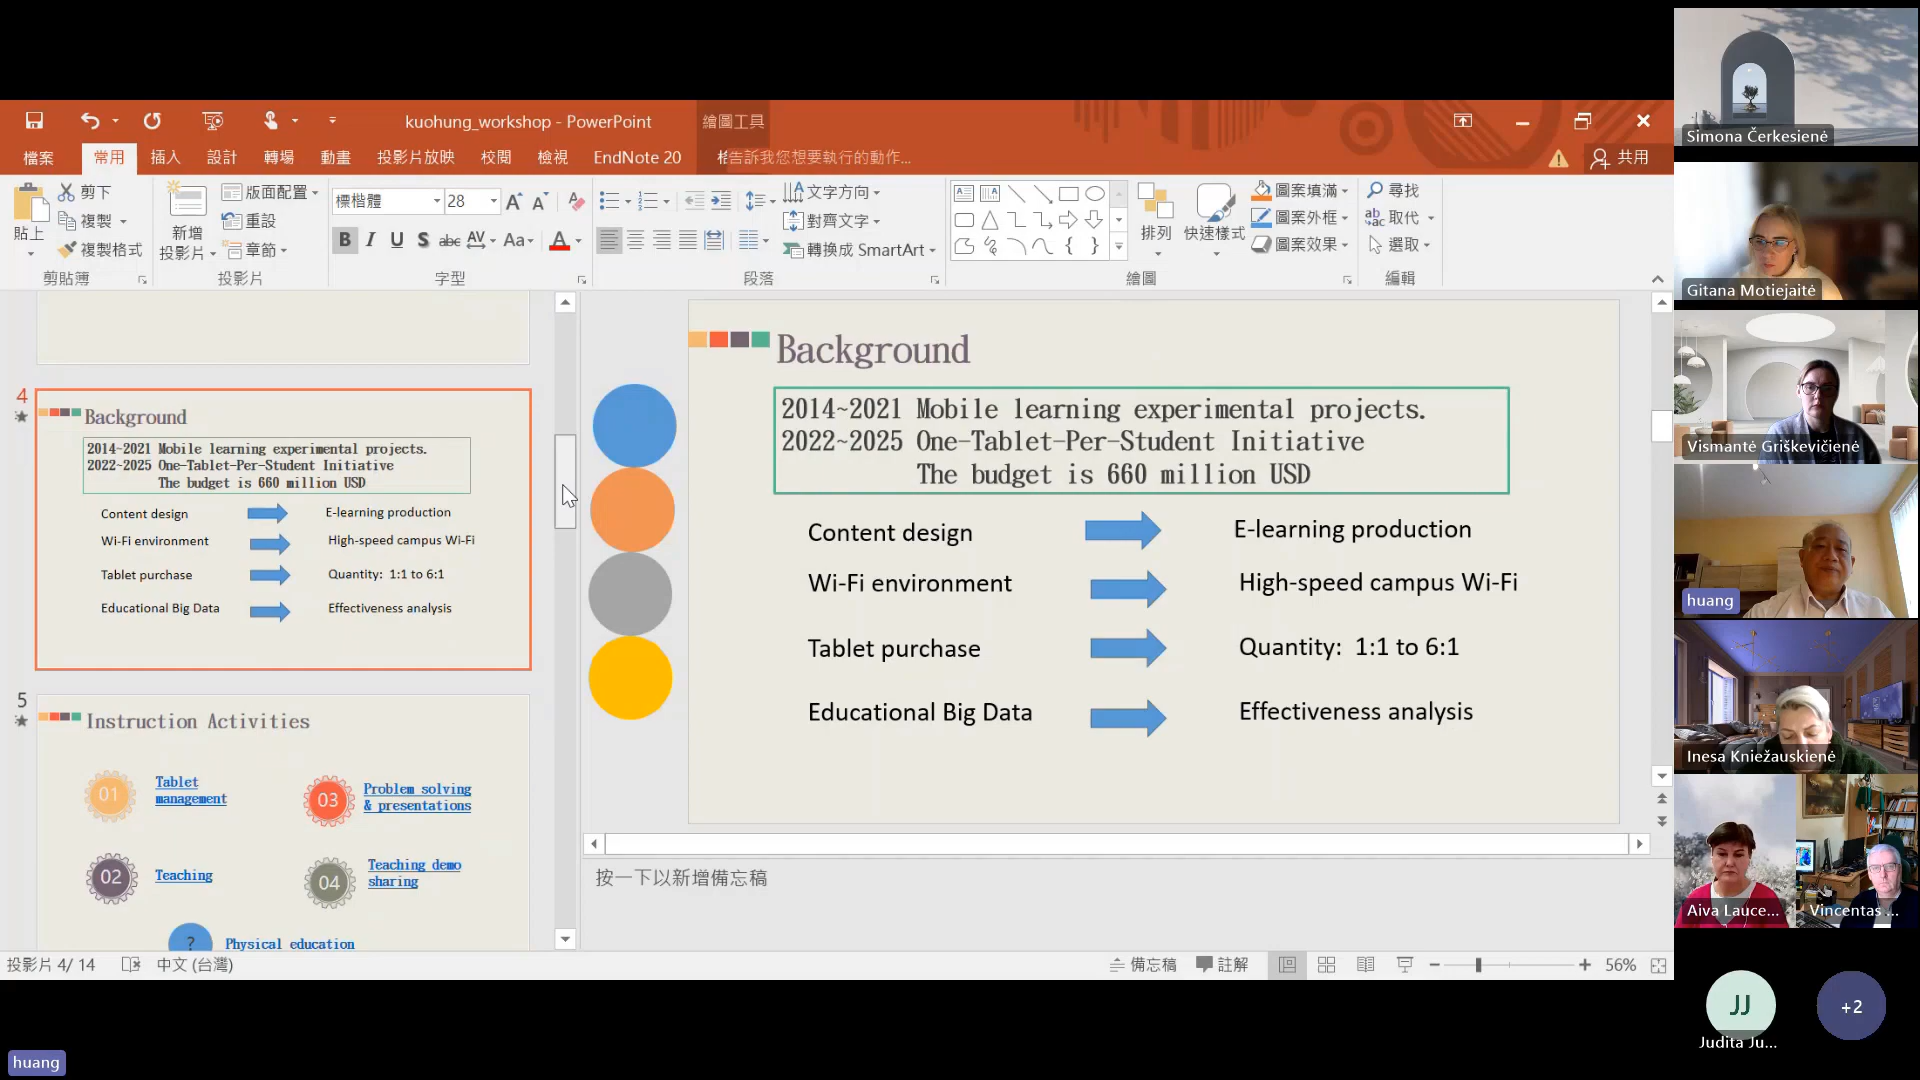 kuohung_workshop - PowerPoint
繪圖工具
檔案
常用
插入
設計
轉場
動畫
投影片放映
校閱
檢視
EndNote 20
告訴我您想要執行的動作...
共用
貼上
剪下
複製
複製格式
剪貼簿
新增
投影片
版面配置
重設
章節
投影片
標楷體
28
B I U S abc AV Aa A
字型
文字方向
對齊文字
轉換成 SmartArt
段落
排列
快速樣式
圖案填滿
圖案外框
圖案效果
繪圖
尋找
取代
選取
編輯
4
Background
2014~2021 Mobile learning experimental projects.
2022~2025 One-Tablet-Per-Student Initiative
The budget is 660 million USD
Content design
E-learning production
Wi-Fi environment
High-speed campus Wi-Fi
Tablet purchase
Quantity: 1:1 to 6:1
Educational Big Data
Effectiveness analysis
5
Instruction Activities
01
Tablet
management
03
Problem solving
& presentations
02
Teaching
04
Teaching demo
sharing
?
Physical education
Background
2014~2021 Mobile learning experimental projects.
2022~2025 One-Tablet-Per-Student Initiative
The budget is 660 million USD
Content design
E-learning production
Wi-Fi environment
High-speed campus Wi-Fi
Tablet purchase
Quantity: 1:1 to 6:1
Educational Big Data
Effectiveness analysis
按一下以新增備忘稿
投影片 4/ 14
中文 (台灣)
備忘稿
註解
56%
Simona Čerkesienė
Gitana Motiejaitė
Vismantė Griškevičienė
huang
Inesa Kniežauskienė
Aiva Lauce...
Vincentas ...
JJ
Judita Ju...
+2
huang